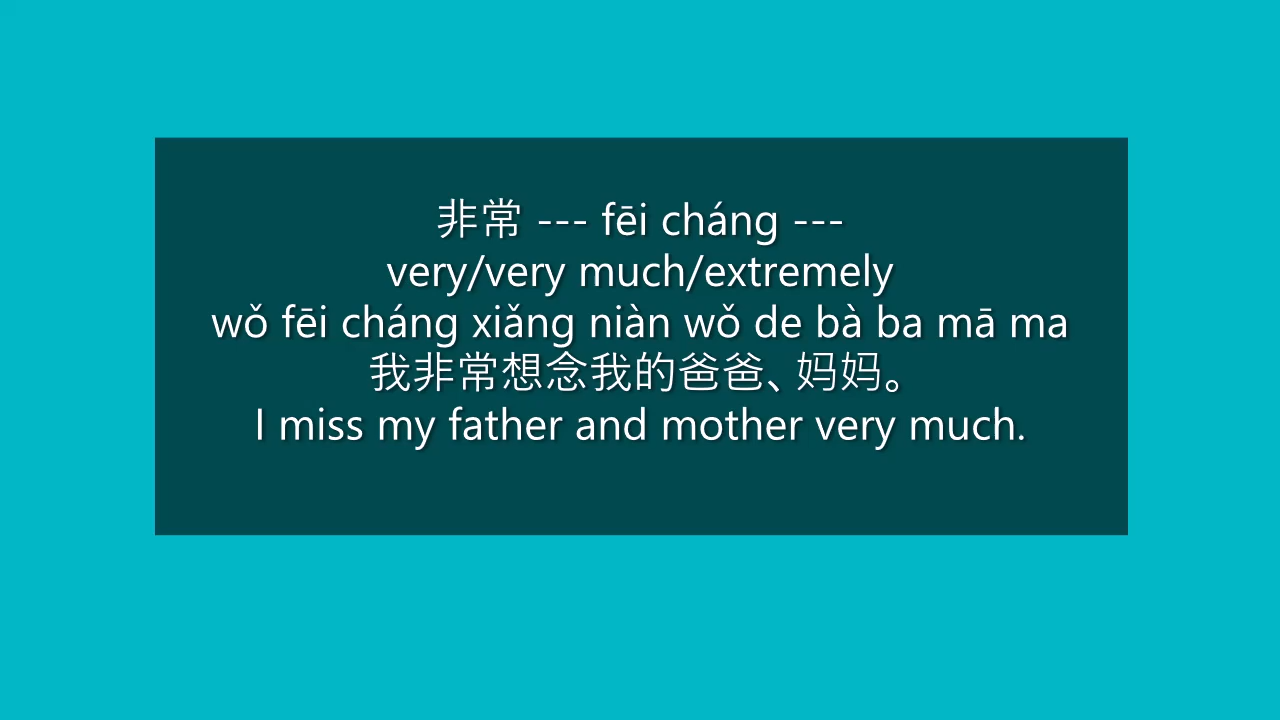 非常 --- fēi cháng ---
very/very much/extremely
wǒ fēi cháng xiǎng niàn wǒ de bà ba mā ma
我非常想念我的爸爸、妈妈。
I miss my father and mother very much.